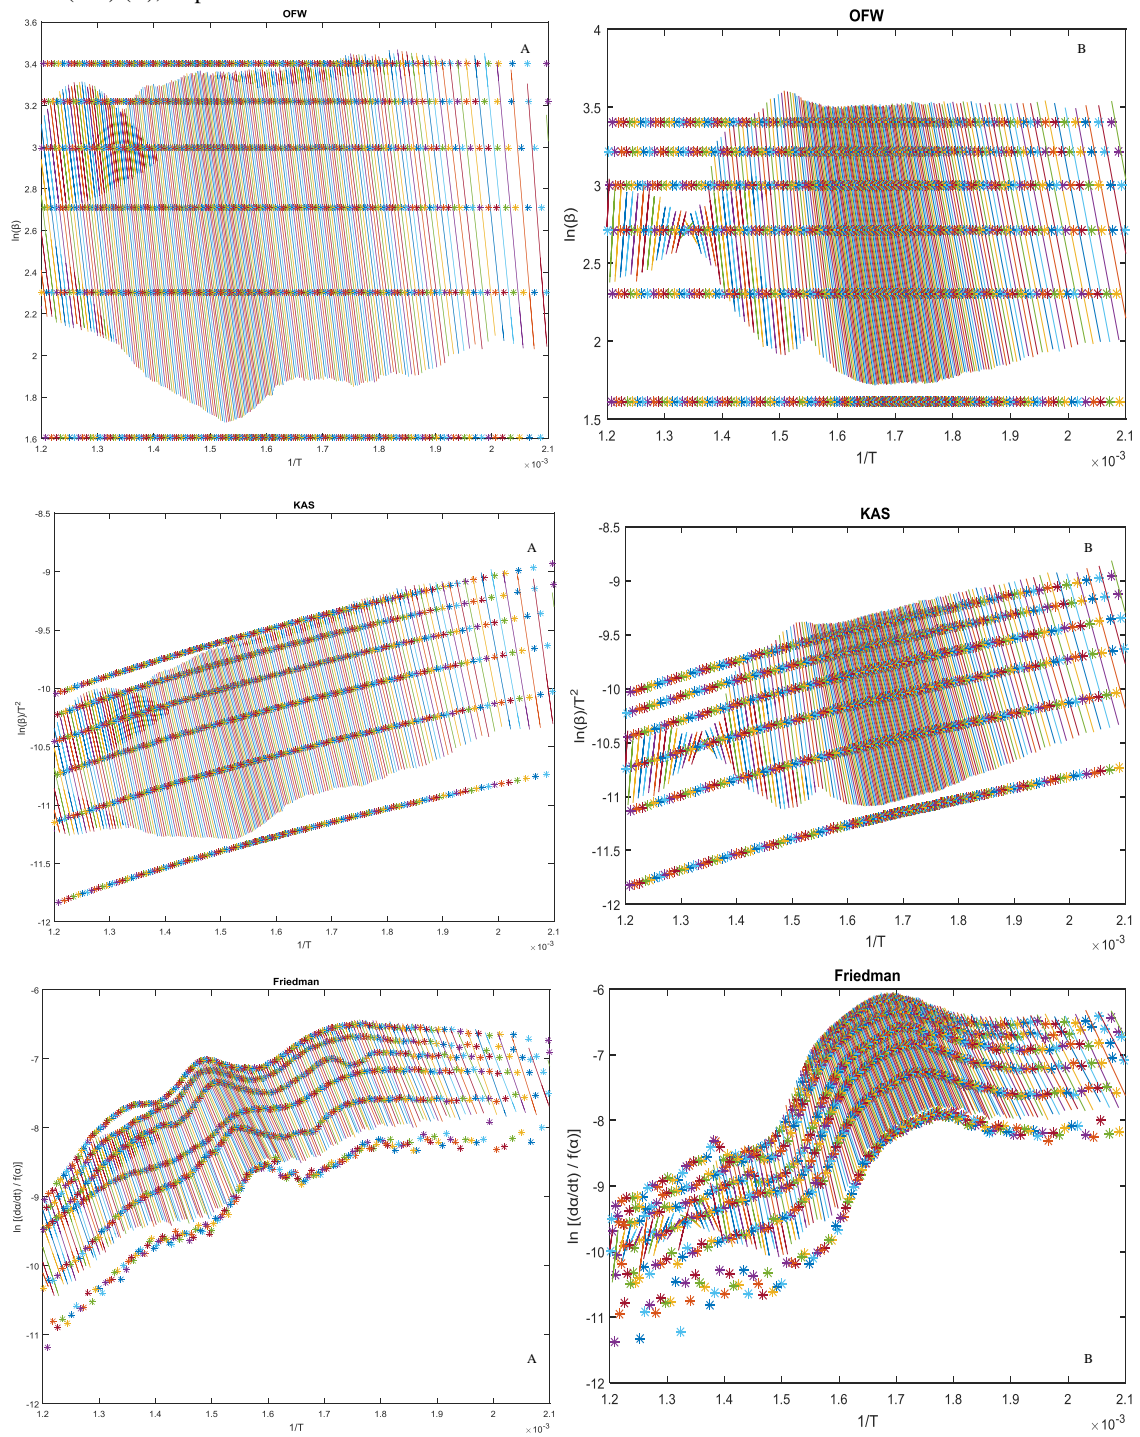 OFW
A
3.6
3.4
3.2
3
2.8
2.6
2.4
2.2
2
1.8
1.6
ln(β)
1.2 1.3 1.4 1.5 1.6 1.7 1.8 1.9 2 2.1
1/T
×10⁻³
OFW
B
4
3.5
3
2.5
2
1.5
ln(β)
1.2 1.3 1.4 1.5 1.6 1.7 1.8 1.9 2 2.1
1/T
×10⁻³
KAS
A
-8.5
-9
-9.5
-10
-10.5
-11
-11.5
-12
ln(β)/T²
1.2 1.3 1.4 1.5 1.6 1.7 1.8 1.9 2 2.1
1/T
×10⁻³
KAS
B
-8.5
-9
-9.5
-10
-10.5
-11
-11.5
-12
ln(β)/T²
1.2 1.3 1.4 1.5 1.6 1.7 1.8 1.9 2 2.1
1/T
×10⁻³
Friedman
-6
-7
-8
-9
-10
-11
-12
ln [(dα/dt) / f(α)]
A
1.2 1.3 1.4 1.5 1.6 1.7 1.8 1.9 2 2.1
1/T
×10⁻³
Friedman
-6
-7
-8
-9
-10
-11
-12
ln [(dα/dt) / f(α)]
B
1.2 1.3 1.4 1.5 1.6 1.7 1.8 1.9 2 2.1
1/T
×10⁻³